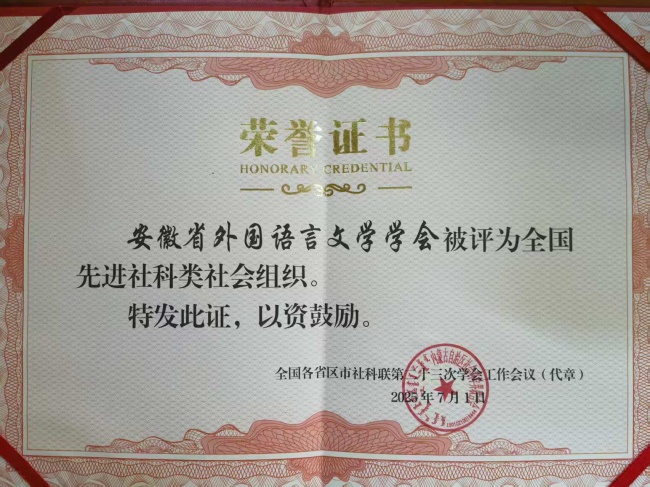 荣誉证书
HONORARY CREDENTIAL
安徽省外国语言文学学会被评为全国
先进社科类社会组织。
特发此证，以资鼓励。
全国各省区市社科联第二十三次学会工作会议（代章）
2025年7月1日